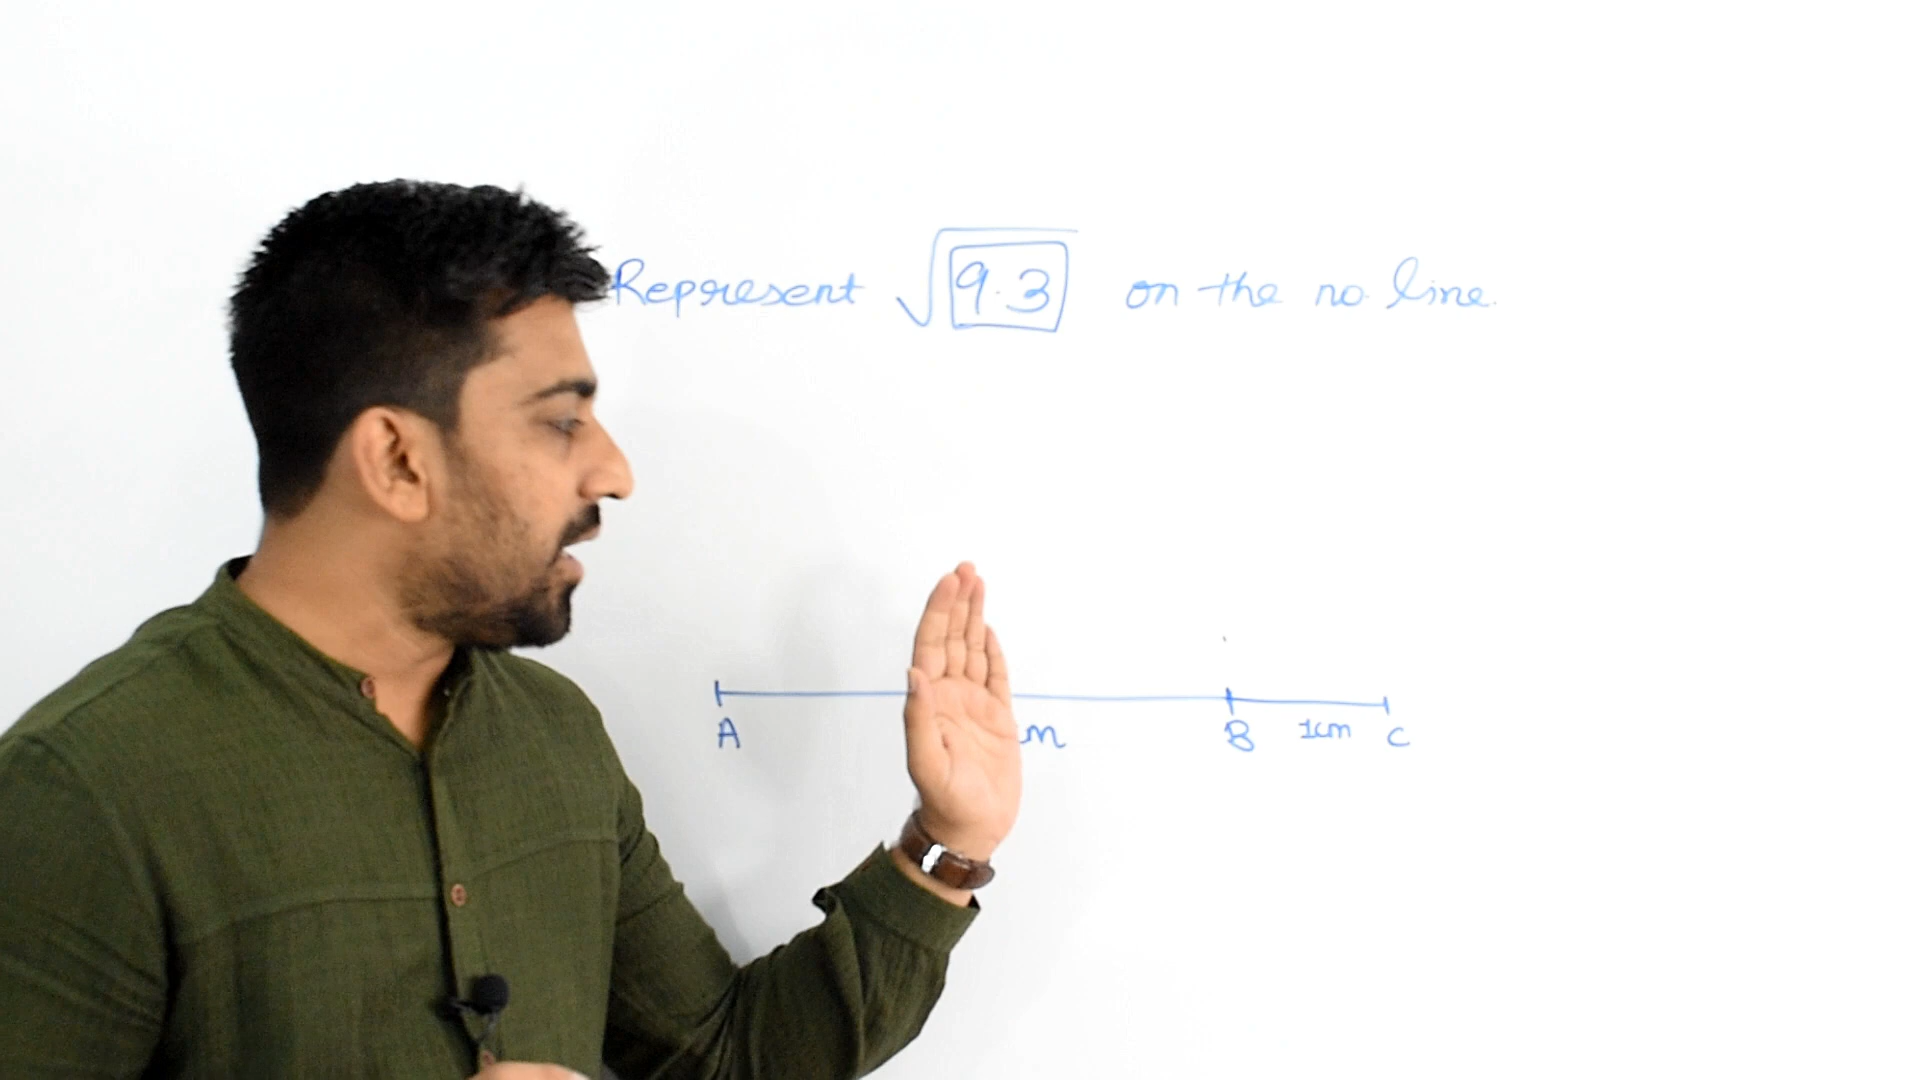 Represent √9.3 on the no. line.
A B 1cm C